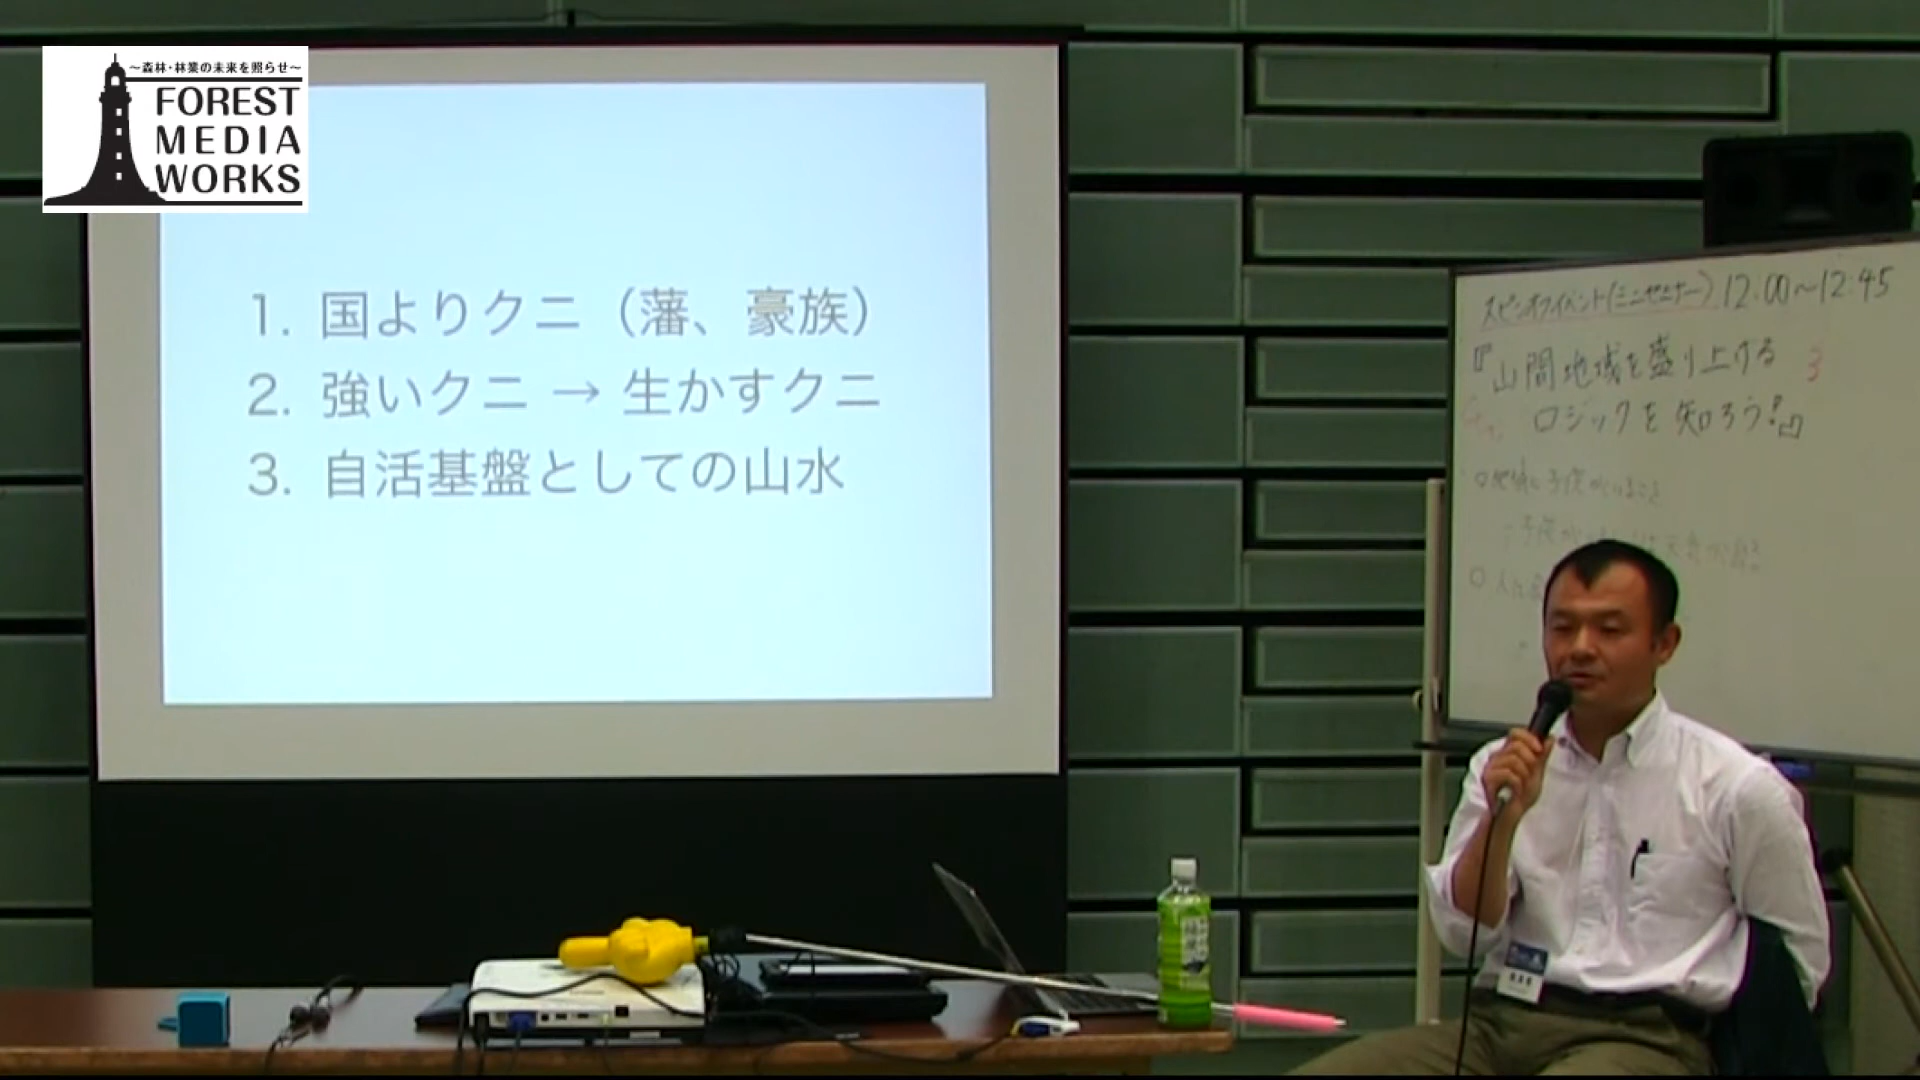 ～森林・林業の未来を照らせ～
FOREST
MEDIA
WORKS
1. 国よりクニ（藩、豪族）
2. 強いクニ → 生かすクニ
3. 自活基盤としての山水
スピンオフイベント(ミニセミナー) 12:00～12:45
『山間地域を盛り上げる
ロジックを知ろう!』